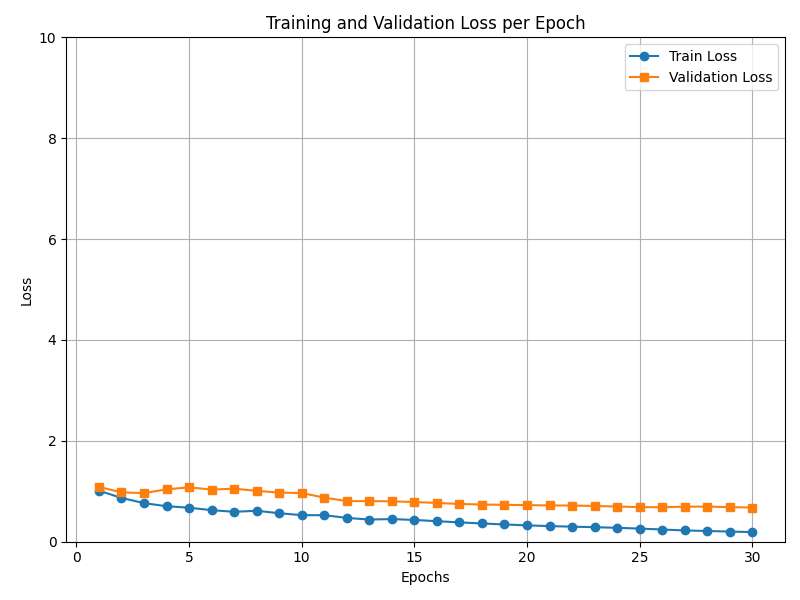 Training and Validation Loss per Epoch
10
8
6
4
2
0
Loss
Train Loss
Validation Loss
0 5 10 15 20 25 30
Epochs